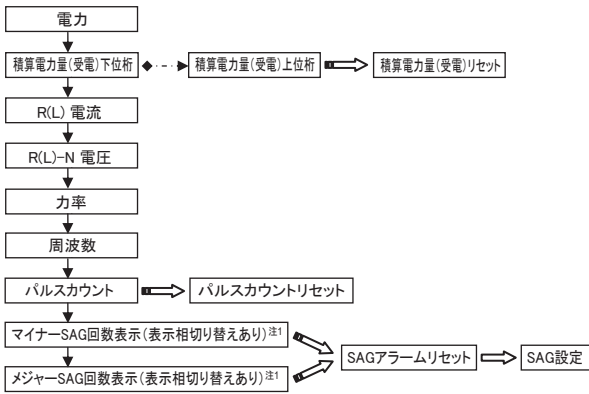 電力
積算電力量(受電)下位桁
積算電力量(受電)上位桁
積算電力量(受電)リセット
R(L) 電流
R(L)-N 電圧
力率
周波数
パルスカウント
パルスカウントリセット
マイナーSAG回数表示(表示相切り替えあり)注1
メジャーSAG回数表示(表示相切り替えあり)注1
SAGアラームリセット
SAG設定